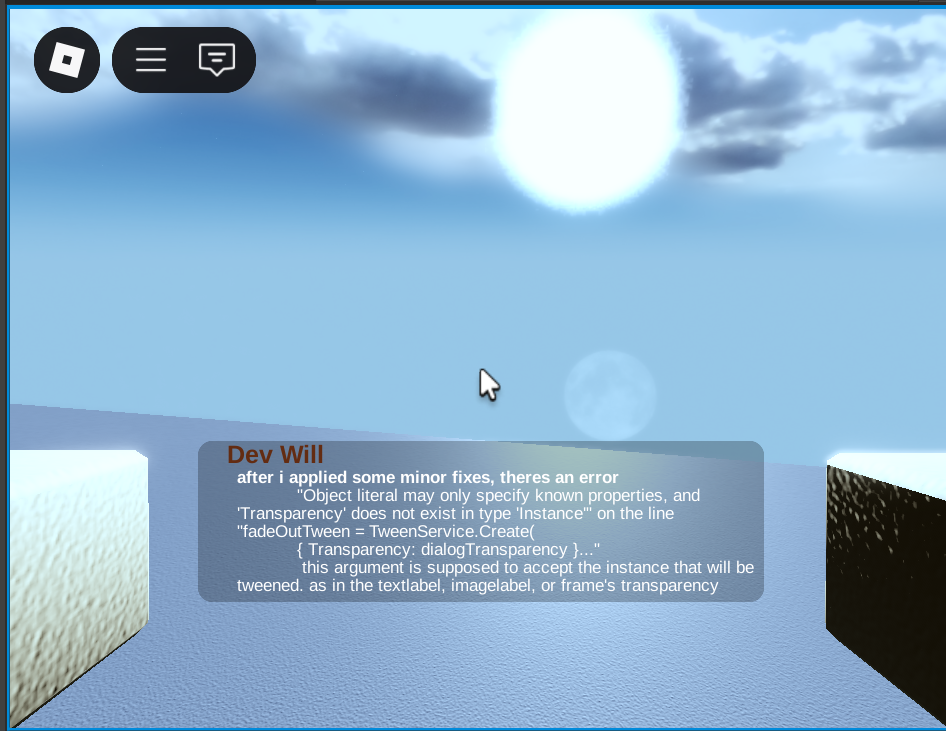 Dev Will
after i applied some minor fixes, theres an error
"Object literal may only specify known properties, and
'Transparency' does not exist in type 'Instance'" on the line
"fadeOutTween = TweenService.Create(
{ Transparency: dialogTransparency }..."
this argument is supposed to accept the instance that will be
tweened. as in the textlabel, imagelabel, or frame's transparency